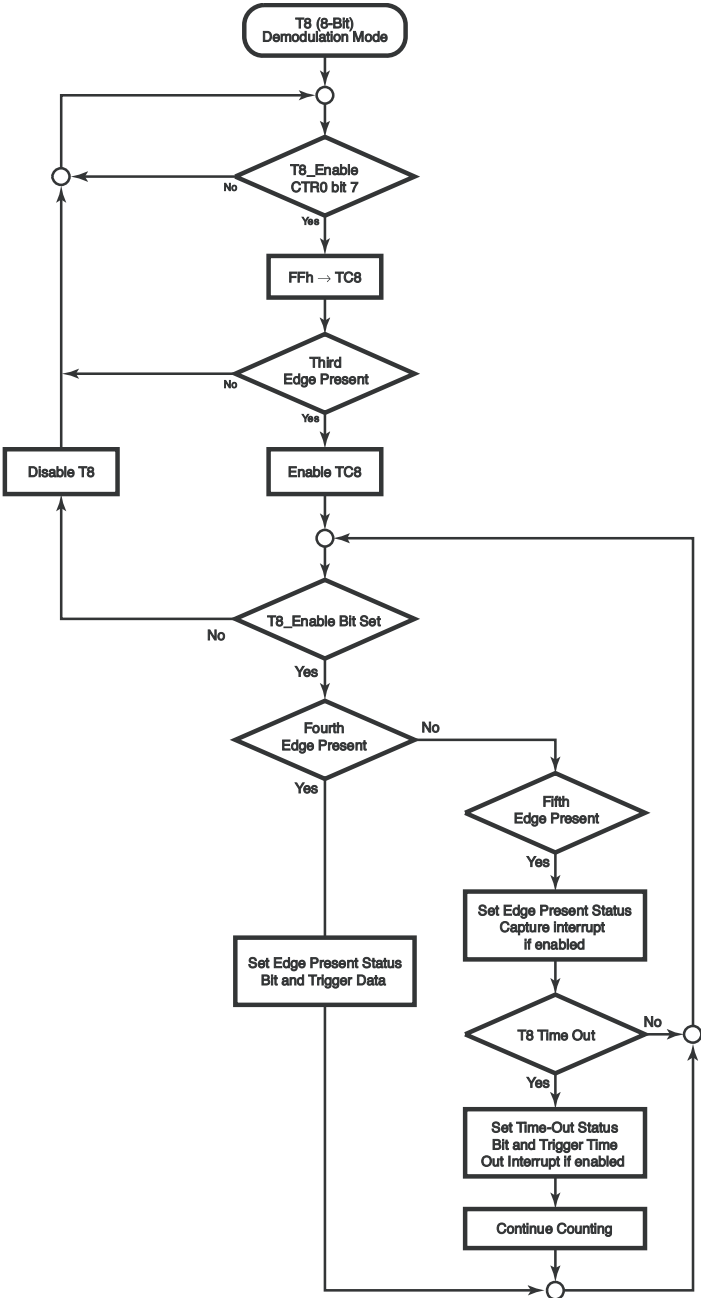 T8 (8-Bit)
Demodulation Mode
T8_Enable
CTR0 bit 7
No
Yes
FFh → TC8
Third
Edge Present
No
Yes
Disable T8
Enable TC8
T8_Enable Bit Set
No
Yes
Fourth
Edge Present
No
Yes
Fifth
Edge Present
Yes
Set Edge Present Status
Capture interrupt
if enabled
Set Edge Present Status
Bit and Trigger Data
T8 Time Out
No
Yes
Set Time-Out Status
Bit and Trigger Time
Out Interrupt if enabled
Continue Counting